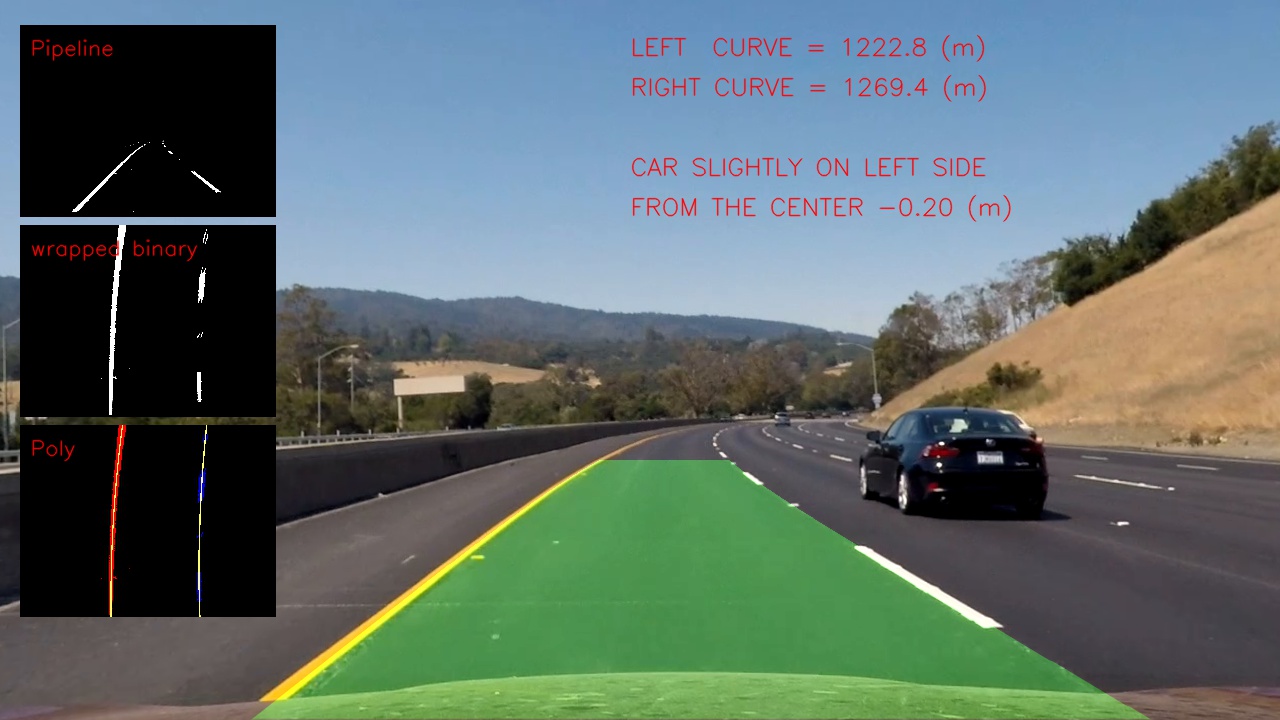 Pipeline
LEFT CURVE = 1222.8 (m)
RIGHT CURVE = 1269.4 (m)
CAR SLIGHTLY ON LEFT SIDE
FROM THE CENTER -0.20 (m)
wrapped binary
Poly